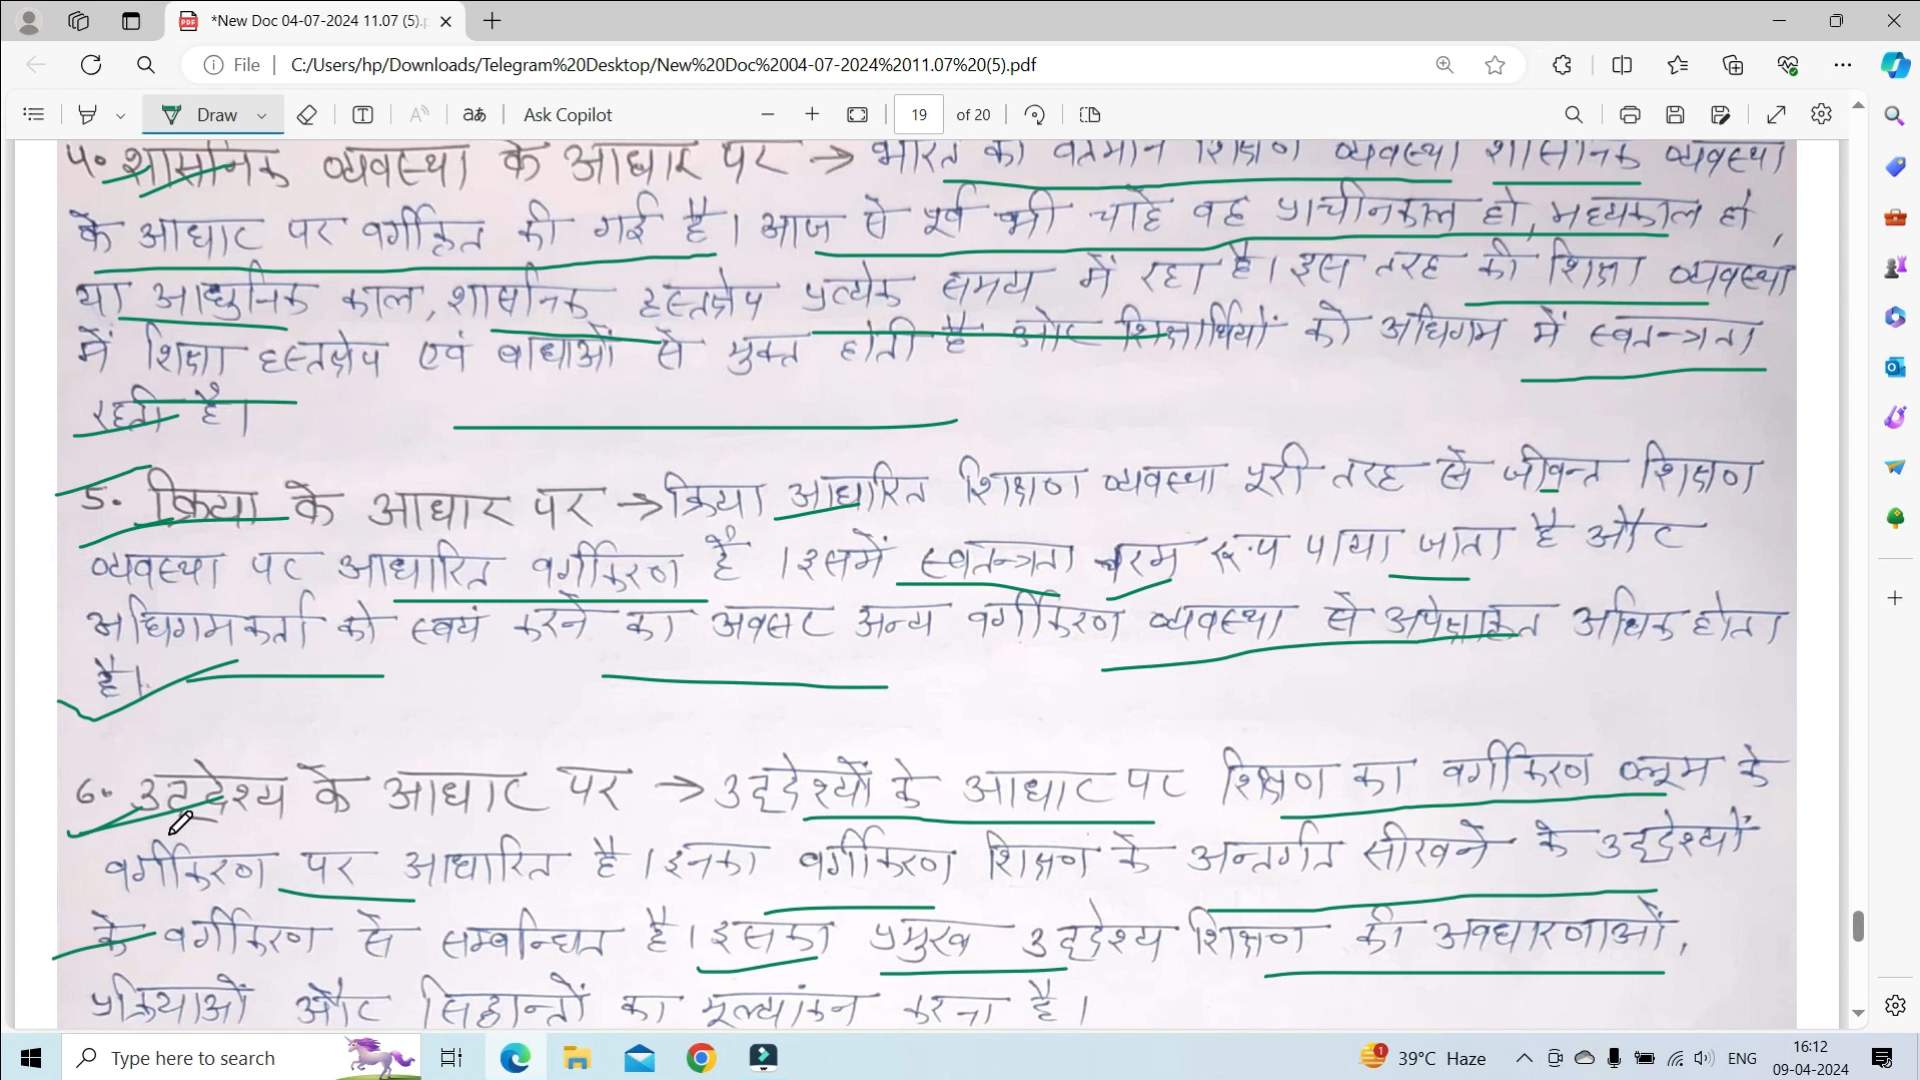 *New Doc 04-07-2024 11.07 (5).p
File
C:/Users/hp/Downloads/Telegram%20Desktop/New%20Doc%2004-07-2024%2011.07%20(5).pdf
Draw
Ask Copilot
19 of 20
4. शासनिक व्यवस्था के आधार पर → भारत की वर्तमान शिक्षण व्यवस्था शासनिक व्यवस्था
के आधार पर वर्गीकृत की गई है। आज से पूर्व भी चाहे वह प्राचीनकाल हो, मध्यकाल हो,
या आधुनिक काल, शासनिक हस्तक्षेप प्रत्येक समय में रहा है। इस तरह की शिक्षा व्यवस्था
में शिक्षा हस्तक्षेप एवं बाधाओं से मुक्त होती है और शिक्षार्थियों को अधिगम में स्वतन्त्रता
रहती है।
5. क्रिया के आधार पर → क्रिया आधारित शिक्षण व्यवस्था पूरी तरह से जीवन्त शिक्षण
व्यवस्था पर आधारित वर्गीकरण है। इसमें स्वतन्त्रता चरम रूप पाया जाता है और
अधिगमकर्ता को स्वयं करने का अवसर अन्य वर्गीकरण व्यवस्था से अपेक्षाकृत अधिक होता
है।
6. उद्देश्य के आधार पर → उद्देश्यों के आधार पर शिक्षण का वर्गीकरण ब्लूम के
वर्गीकरण पर आधारित है। इनका वर्गीकरण शिक्षण के अन्तर्गत सीखने के उद्देश्यों
के वर्गीकरण से सम्बन्धित है। इसका प्रमुख उद्देश्य शिक्षण की अवधारणाओं,
प्रक्रियाओं और सिद्धान्तों का मूल्यांकन करना है।
Type here to search
1
39°C Haze
ENG
16:12
09-04-2024